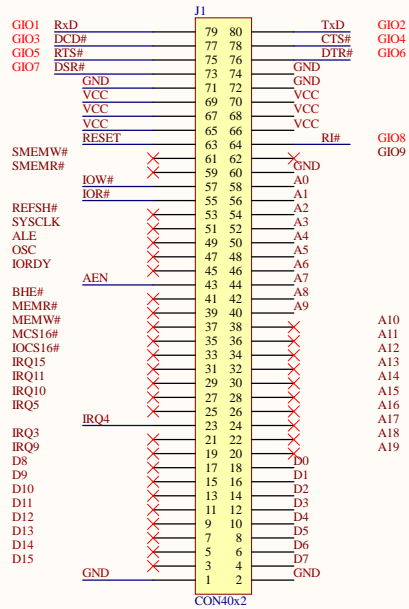 J1
GIO1 RxD 79 80 TxD GIO2
GIO3 DCD# 77 78 CTS# GIO4
GIO5 RTS# 75 76 DTR# GIO6
GIO7 DSR# 73 74 GND
GND 71 72 GND
VCC 69 70 VCC
VCC 67 68 VCC
VCC 65 66 VCC
RESET 63 64 RI# GIO8
SMEMW# 61 62 GIO9
SMEMR# 59 60 GND
IOW# 57 58 A0
IOR# 55 56 A1
REFSH# 53 54 A2
SYSCLK 51 52 A3
ALE 49 50 A4
OSC 47 48 A5
IORDY 45 46 A6
AEN 43 44 A7
BHE# 41 42 A8
MEMR# 39 40 A9
MEMW# 37 38 A10
MCS16# 35 36 A11
IOCS16# 33 34 A12
IRQ15 31 32 A13
IRQ11 29 30 A14
IRQ10 27 28 A15
IRQ5 25 26 A16
IRQ4 23 24 A17
IRQ3 21 22 A18
IRQ9 19 20 A19
D8 17 18 D0
D9 15 16 D1
D10 13 14 D2
D11 11 12 D3
D12 9 10 D4
D13 7 8 D5
D14 5 6 D6
D15 3 4 D7
GND 1 2 GND
CON40x2